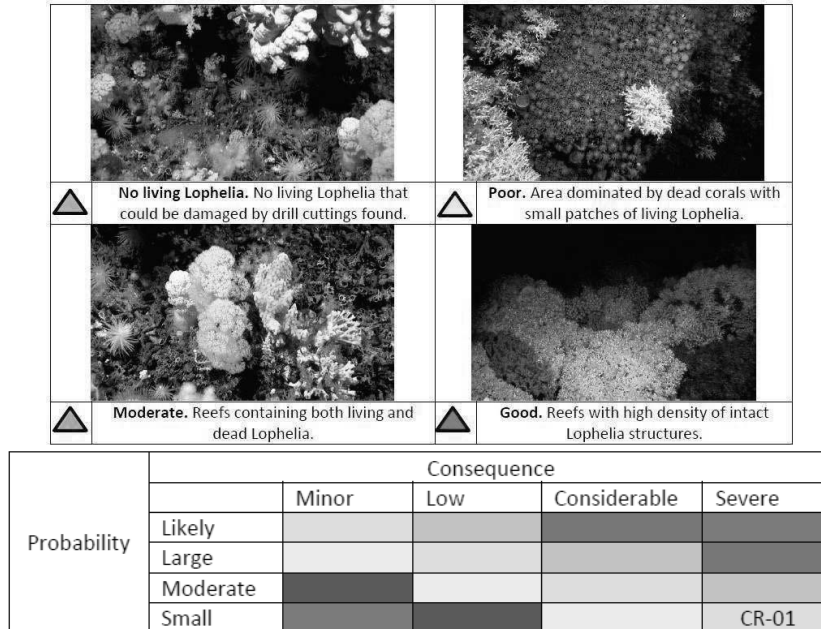 No living Lophelia. No living Lophelia that
could be damaged by drill cuttings found.
Poor. Area dominated by dead corals with
small patches of living Lophelia.
Moderate. Reefs containing both living and
dead Lophelia.
Good. Reefs with high density of intact
Lophelia structures.
Probability
Consequence
Minor
Low
Considerable
Severe
Likely
Large
Moderate
Small
CR-01